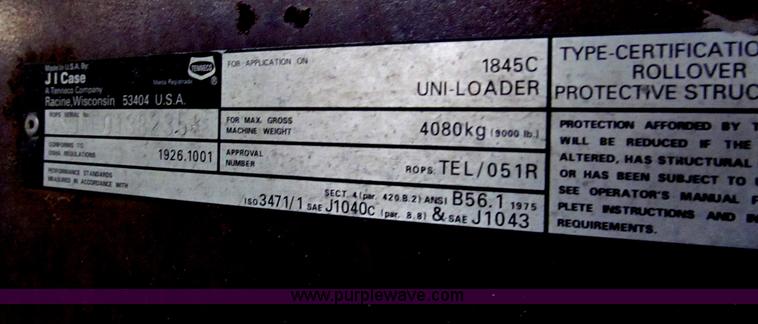 Made in U.S.A. By:
J I Case
A Tenneco Company
Racine, Wisconsin 53404 U.S.A.
TENNECO
®
Marca Registrada
ROPS SERIAL No.
CONFORMS TO
OSHA REGULATIONS 1926.1001
PERFORMANCE STANDARDS
MEASURED IN ACCORDANCE WITH
FOR APPLICATION ON
1845C
UNI-LOADER
FOR MAX. GROSS
MACHINE WEIGHT 4080kg (9000 lb.)
APPROVAL
NUMBER ROPS: TEL/051R
SECT. 4 (par. 420.B.2) ANSI B56.1 1975
ISO 3471/1 SAE J1040c (par. 8.8) & SAE J1043
TYPE-CERTIFICATIO
ROLLOVER
PROTECTIVE STRUC
PROTECTION AFFORDED BY T
WILL BE REDUCED IF THE
ALTERED, HAS STRUCTURAL
OR HAS BEEN SUBJECT TO
SEE OPERATOR'S MANUAL F
PLETE INSTRUCTIONS AND
REQUIREMENTS.
www.purplewave.com